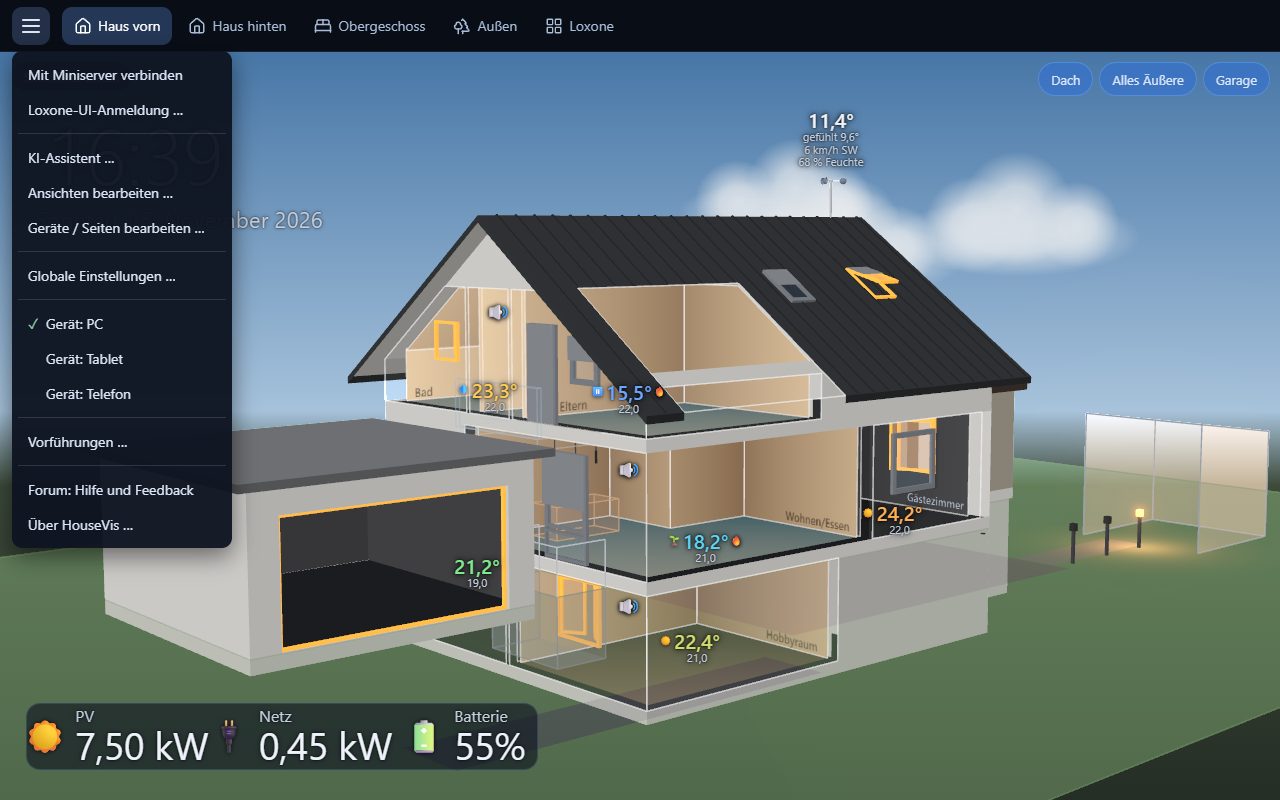 Haus vorn
Haus hinten
Obergeschoss
Außen
Loxone
Mit Miniserver verbinden
Loxone-UI-Anmeldung ...
KI-Assistent ...
Ansichten bearbeiten ...
Geräte / Seiten bearbeiten ...
Globale Einstellungen ...
✓ Gerät: PC
Gerät: Tablet
Gerät: Telefon
Vorführungen ...
Forum: Hilfe und Feedback
Über HouseVis ...
16:39
2026
Dach
Alles Äußere
Garage
11,4°
gefühlt 9,6°
6 km/h SW
68 % Feuchte
Bad
23,3°
22,0
Eltern
15,5°
22,0
Wohnen/Essen
18,2°
21,0
Gästezimmer
24,2°
22,0
21,2°
19,0
Hobbyraum
22,4°
21,0
PV
7,50 kW
Netz
0,45 kW
Batterie
55%